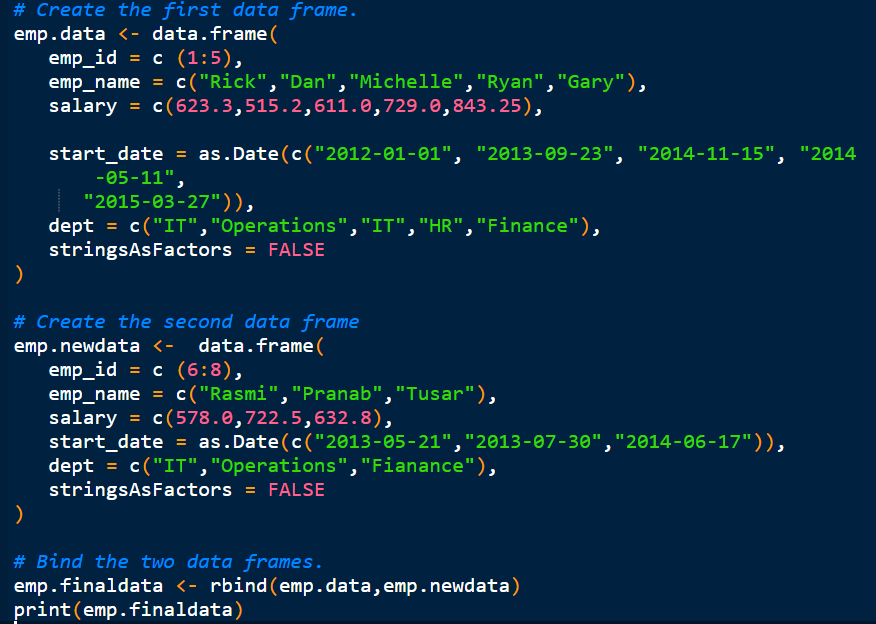 # Create the first data frame.
emp.data <- data.frame(
   emp_id = c (1:5),
   emp_name = c("Rick","Dan","Michelle","Ryan","Gary"),
   salary = c(623.3,515.2,611.0,729.0,843.25),

   start_date = as.Date(c("2012-01-01", "2013-09-23", "2014-11-15", "2014
       -05-11",
      "2015-03-27")),
   dept = c("IT","Operations","IT","HR","Finance"),
   stringsAsFactors = FALSE
)

# Create the second data frame
emp.newdata <-  data.frame(
   emp_id = c (6:8),
   emp_name = c("Rasmi","Pranab","Tusar"),
   salary = c(578.0,722.5,632.8),
   start_date = as.Date(c("2013-05-21","2013-07-30","2014-06-17")),
   dept = c("IT","Operations","Fianance"),
   stringsAsFactors = FALSE
)

# Bind the two data frames.
emp.finaldata <- rbind(emp.data,emp.newdata)
print(emp.finaldata)